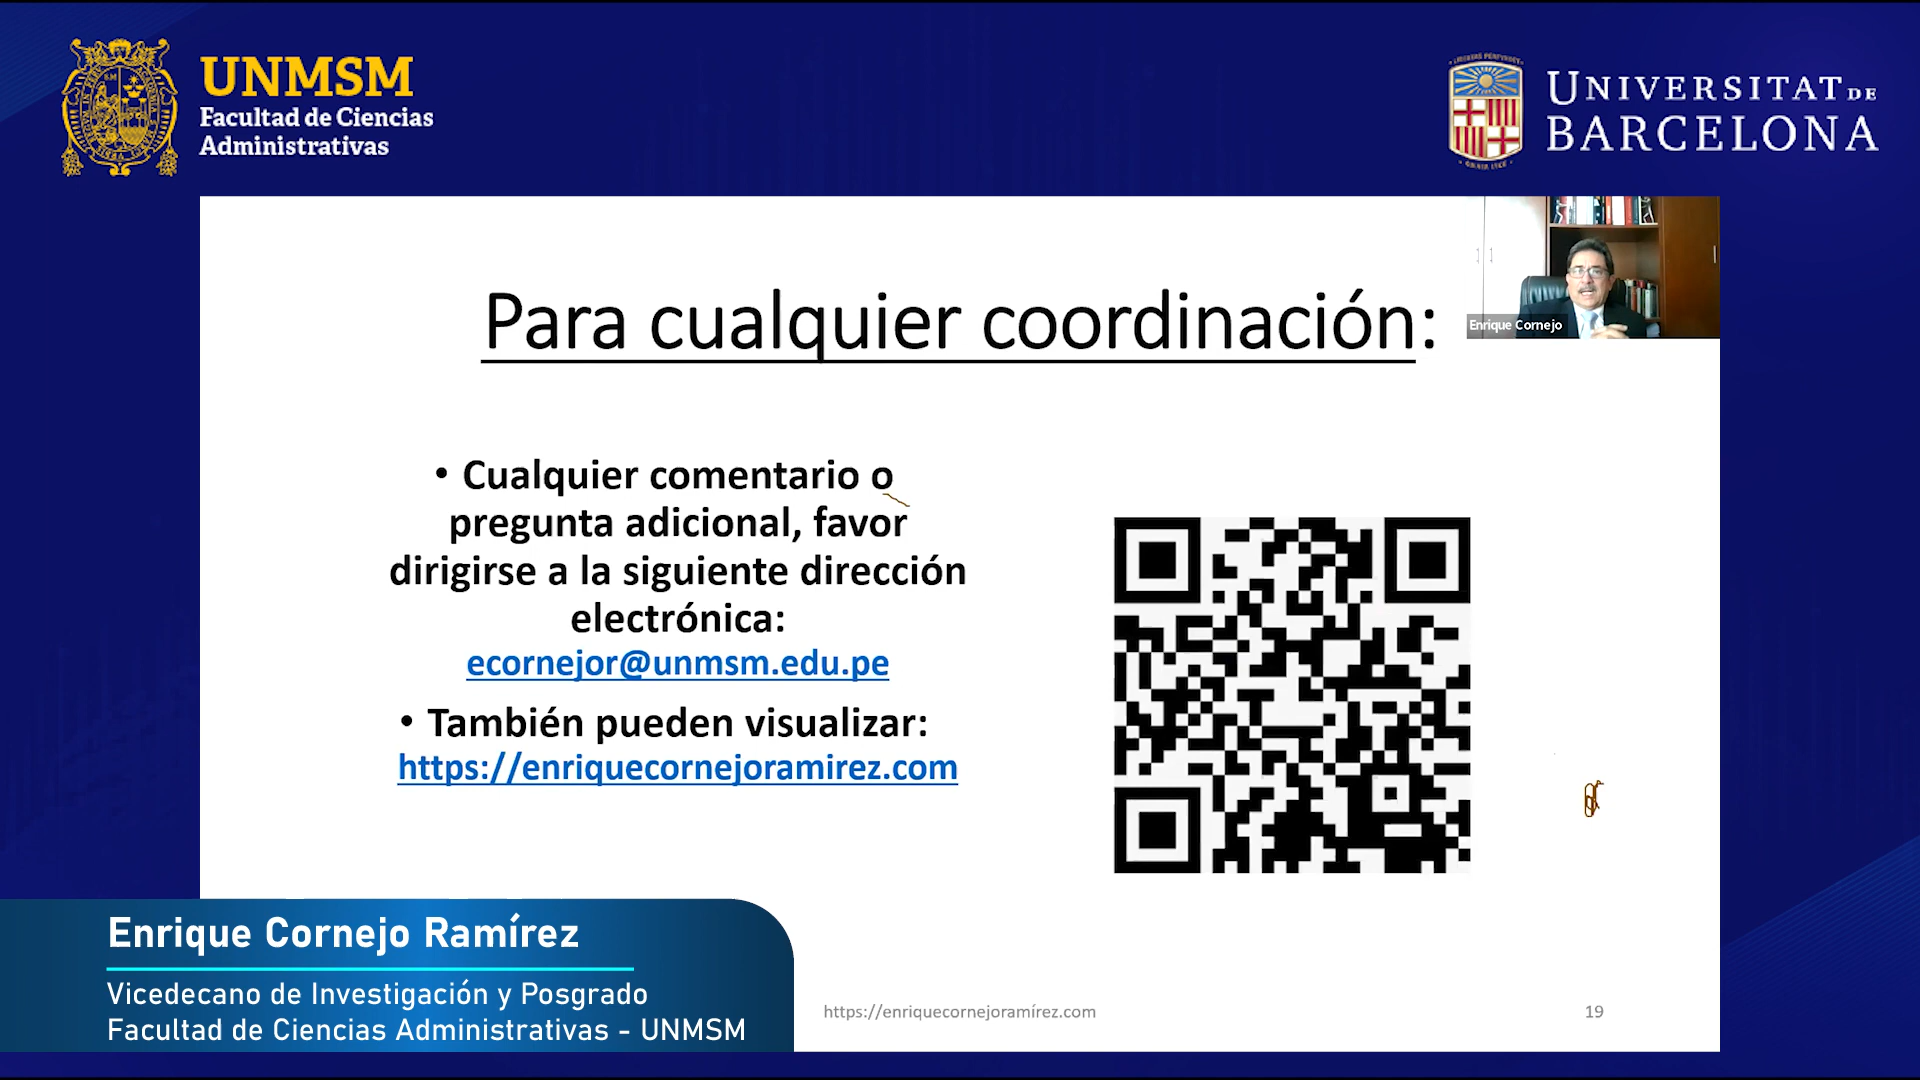 UNMSM
Facultad de Ciencias
Administrativas
UNIVERSITAT DE
BARCELONA
Enrique Cornejo
Para cualquier coordinación:
• Cualquier comentario o
pregunta adicional, favor
dirigirse a la siguiente dirección
electrónica:
ecornejor@unmsm.edu.pe
• También pueden visualizar:
https://enriquecornejoramirez.com
Enrique Cornejo Ramírez
Vicedecano de Investigación y Posgrado
Facultad de Ciencias Administrativas - UNMSM
https://enriquecornejoramírez.com
19